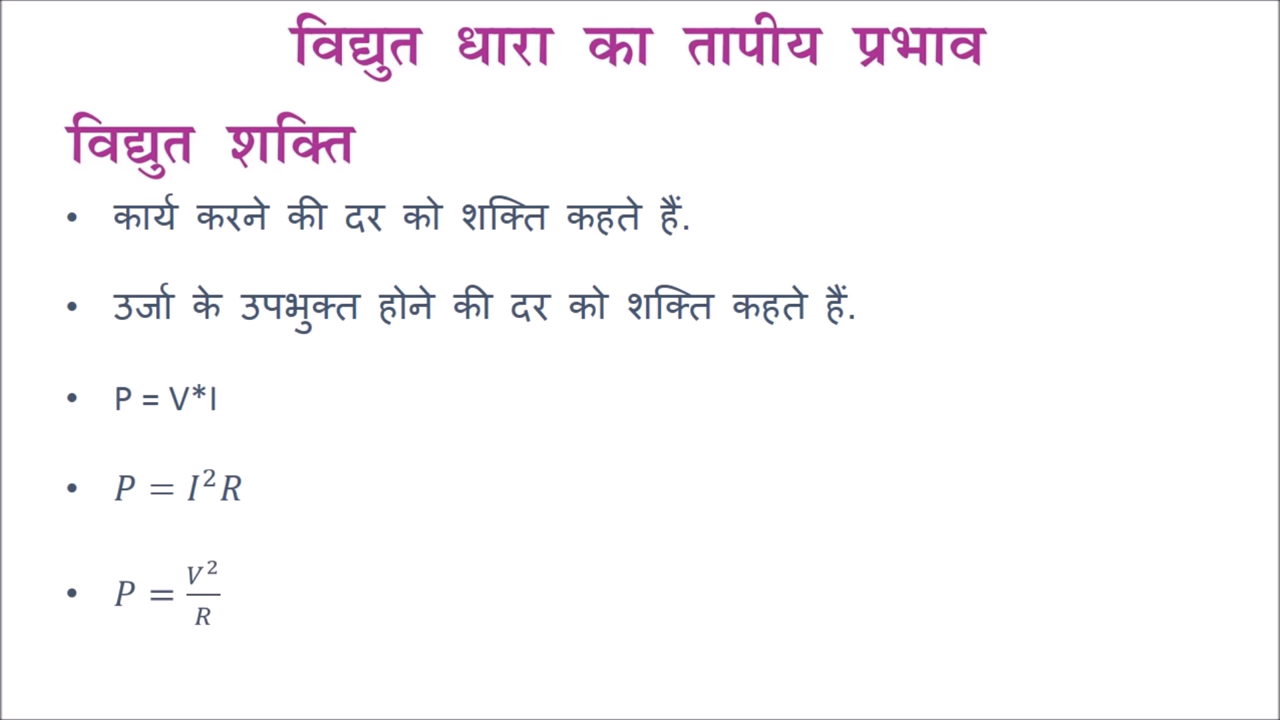 विद्युत धारा का तापीय प्रभाव
विद्युत शक्ति
• कार्य करने की दर को शक्ति कहते हैं.
• उर्जा के उपभुक्त होने की दर को शक्ति कहते हैं.
• P = V*I
• P = I²R
• P = V²/R